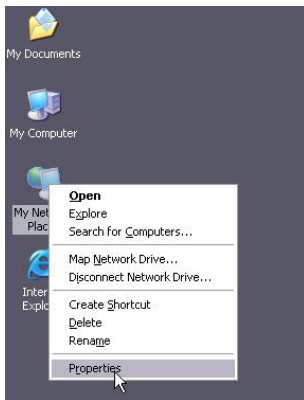 My Documents
My Computer
My Net
Plac
Open
Explore
Search for Computers...
Map Network Drive...
Disconnect Network Drive...
Create Shortcut
Delete
Rename
Properties
Inter
Explo